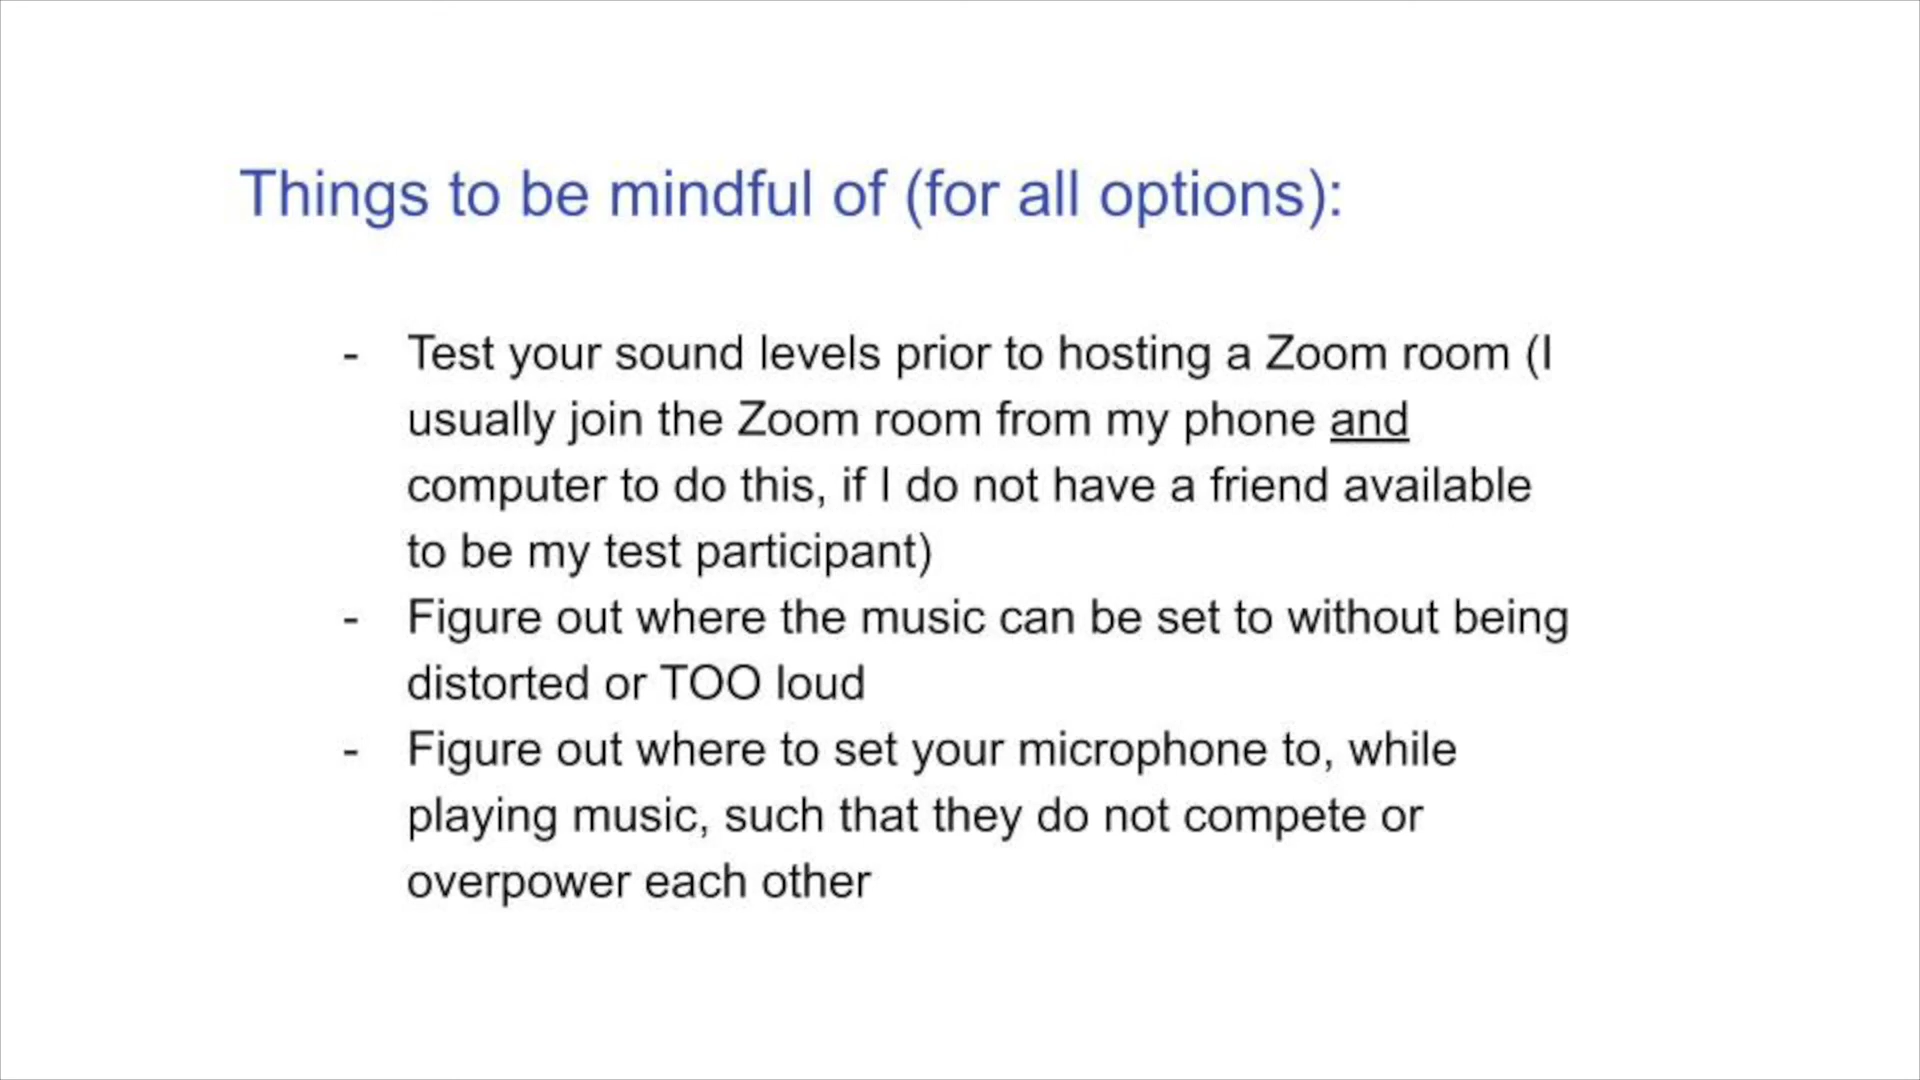 Things to be mindful of (for all options):
- Test your sound levels prior to hosting a Zoom room (I
usually join the Zoom room from my phone and
computer to do this, if I do not have a friend available
to be my test participant)
- Figure out where the music can be set to without being
distorted or TOO loud
- Figure out where to set your microphone to, while
playing music, such that they do not compete or
overpower each other